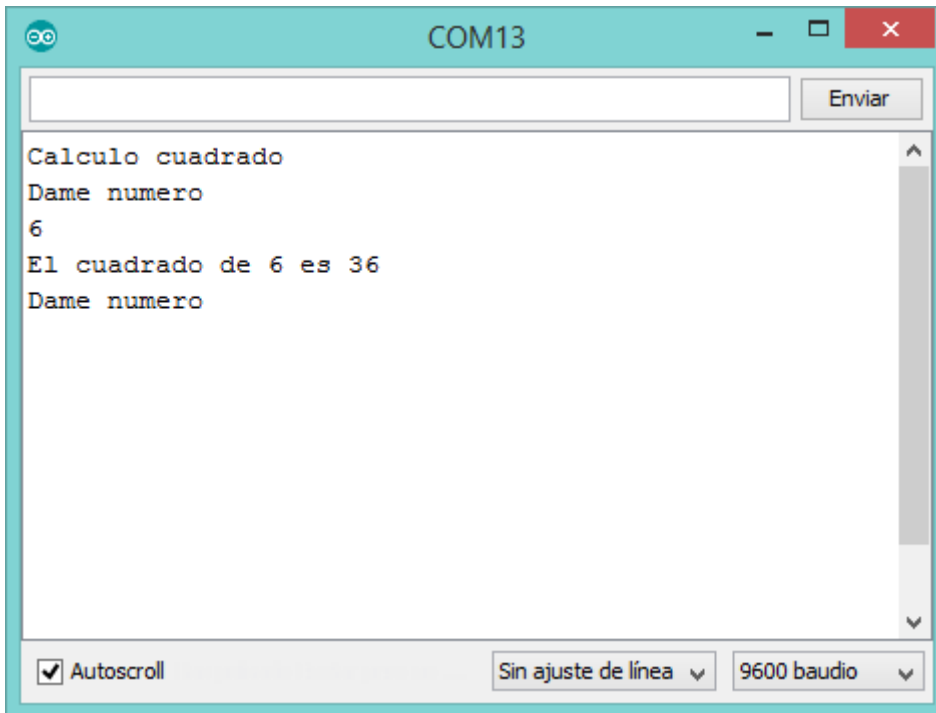 COM13
Enviar
Calculo cuadrado
Dame numero
6
El cuadrado de 6 es 36
Dame numero
Autoscroll
Sin ajuste de línea
9600 baudio